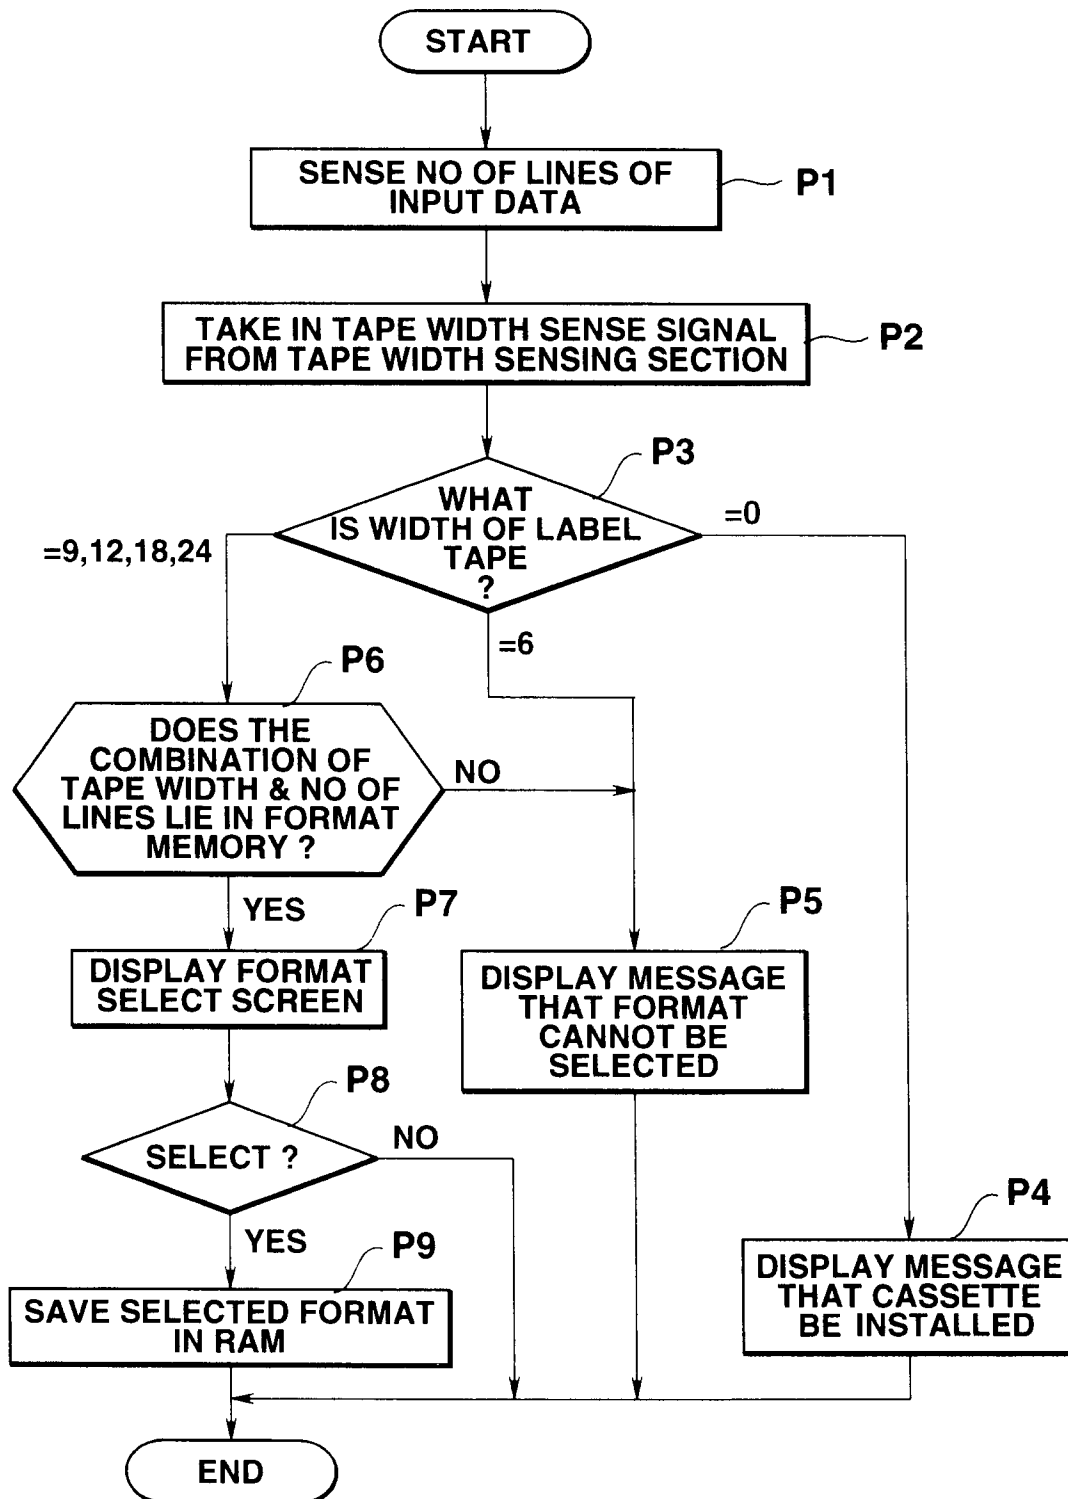 START
SENSE NO OF LINES OF
INPUT DATA
P1
TAKE IN TAPE WIDTH SENSE SIGNAL
FROM TAPE WIDTH SENSING SECTION
P2
P3
WHAT
IS WIDTH OF LABEL
TAPE
?
=0
=9,12,18,24
=6
P6
DOES THE
COMBINATION OF
TAPE WIDTH & NO OF
LINES LIE IN FORMAT
MEMORY ?
NO
YES
P7
DISPLAY FORMAT
SELECT SCREEN
P5
DISPLAY MESSAGE
THAT FORMAT
CANNOT BE
SELECTED
P8
SELECT ?
NO
YES
P9
SAVE SELECTED FORMAT
IN RAM
P4
DISPLAY MESSAGE
THAT CASSETTE
BE INSTALLED
END